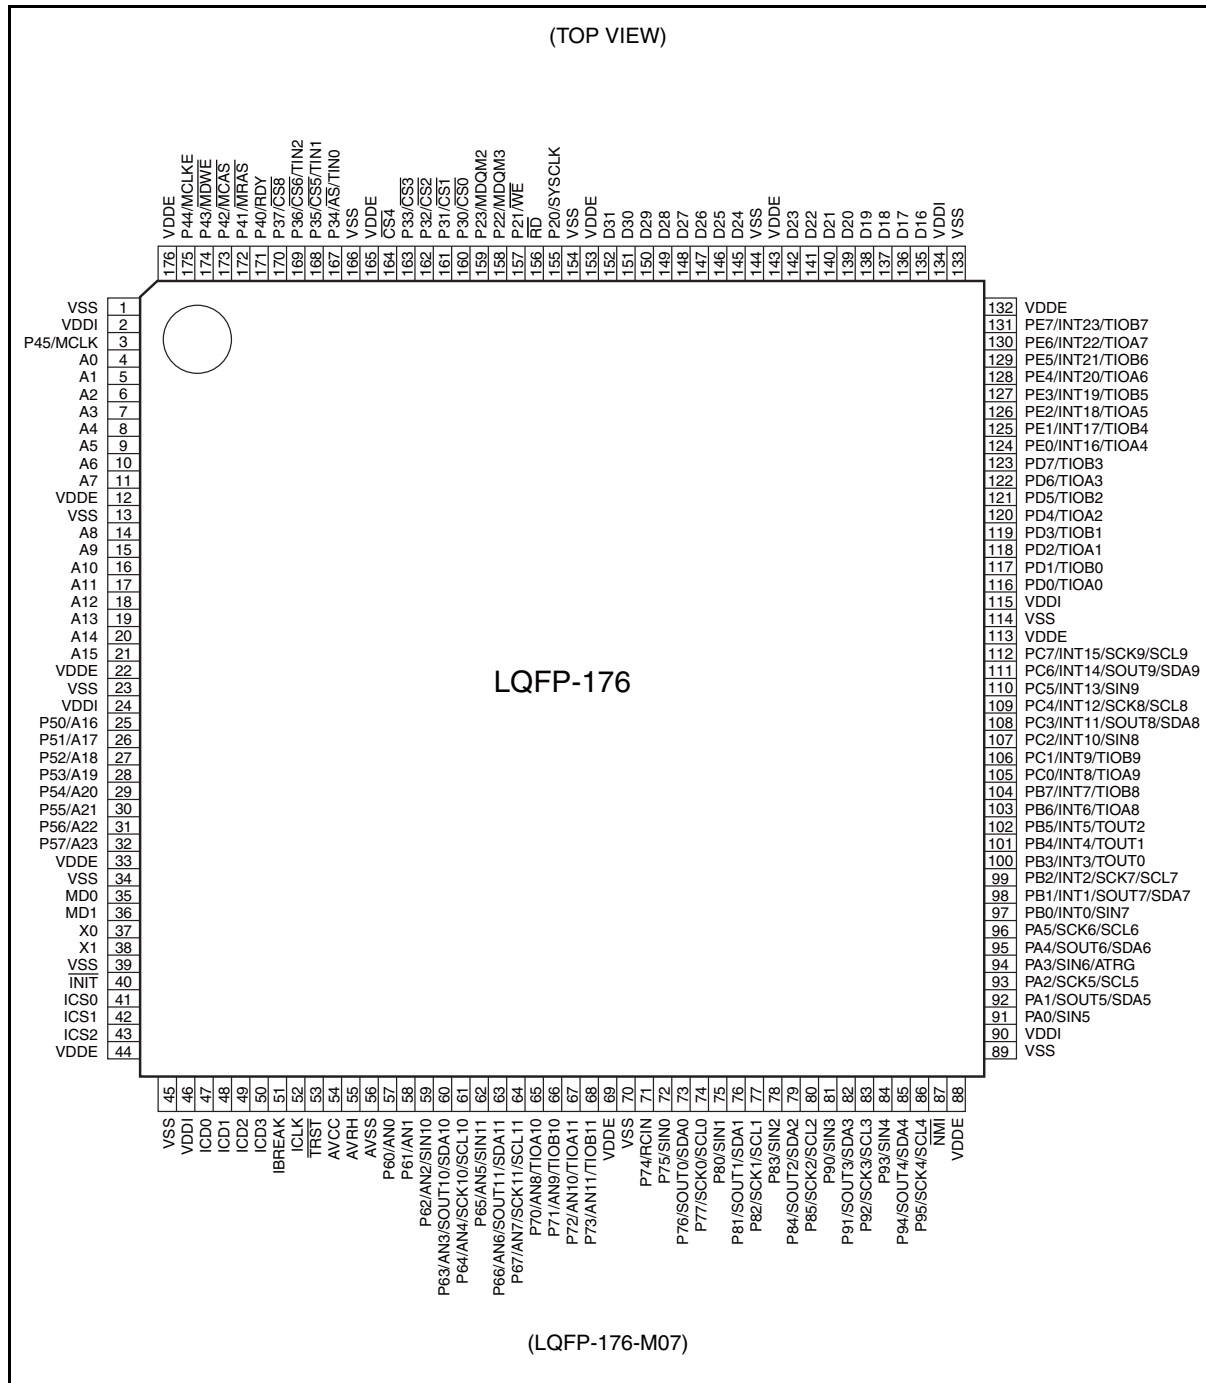 (TOP VIEW)
VDDE
P44/MCLKE
P43/MDWE
P42/MCAS
P41/MRAS
P40/RDY
P37/CS8
P36/CS6/TIN2
P35/CS5/TIN1
P34/AS/TIN0
VSS
VDDE
CS4
P33/CS3
P32/CS2
P31/CS1
P30/CS0
P23/MDQM2
P22/MDQM3
P21/WE
RD
P20/SYSCLK
VSS
VDDE
D31
D30
D29
D28
D27
D26
D25
D24
VSS
VDDE
D23
D22
D21
D20
D19
D18
D17
D16
VDDI
VSS
176
175
174
173
172
171
170
169
168
167
166
165
164
163
162
161
160
159
158
157
156
155
154
153
152
151
150
149
148
147
146
145
144
143
142
141
140
139
138
137
136
135
134
133
VSS 1
VDDI 2
P45/MCLK 3
A0 4
A1 5
A2 6
A3 7
A4 8
A5 9
A6 10
A7 11
VDDE 12
VSS 13
A8 14
A9 15
A10 16
A11 17
A12 18
A13 19
A14 20
A15 21
VDDE 22
VSS 23
VDDI 24
P50/A16 25
P51/A17 26
P52/A18 27
P53/A19 28
P54/A20 29
P55/A21 30
P56/A22 31
P57/A23 32
VDDE 33
VSS 34
MD0 35
MD1 36
X0 37
X1 38
VSS 39
INIT 40
ICS0 41
ICS1 42
ICS2 43
VDDE 44
LQFP-176
132 VDDE
131 PE7/INT23/TIOB7
130 PE6/INT22/TIOA7
129 PE5/INT21/TIOB6
128 PE4/INT20/TIOA6
127 PE3/INT19/TIOB5
126 PE2/INT18/TIOA5
125 PE1/INT17/TIOB4
124 PE0/INT16/TIOA4
123 PD7/TIOB3
122 PD6/TIOA3
121 PD5/TIOB2
120 PD4/TIOA2
119 PD3/TIOB1
118 PD2/TIOA1
117 PD1/TIOB0
116 PD0/TIOA0
115 VDDI
114 VSS
113 VDDE
112 PC7/INT15/SCK9/SCL9
111 PC6/INT14/SOUT9/SDA9
110 PC5/INT13/SIN9
109 PC4/INT12/SCK8/SCL8
108 PC3/INT11/SOUT8/SDA8
107 PC2/INT10/SIN8
106 PC1/INT9/TIOB9
105 PC0/INT8/TIOA9
104 PB7/INT7/TIOB8
103 PB6/INT6/TIOA8
102 PB5/INT5/TOUT2
101 PB4/INT4/TOUT1
100 PB3/INT3/TOUT0
99 PB2/INT2/SCK7/SCL7
98 PB1/INT1/SOUT7/SDA7
97 PB0/INT0/SIN7
96 PA5/SCK6/SCL6
95 PA4/SOUT6/SDA6
94 PA3/SIN6/ATRG
93 PA2/SCK5/SCL5
92 PA1/SOUT5/SDA5
91 PA0/SIN5
90 VDDI
89 VSS
45
46
47
48
49
50
51
52
53
54
55
56
57
58
59
60
61
62
63
64
65
66
67
68
69
70
71
72
73
74
75
76
77
78
79
80
81
82
83
84
85
86
87
88
VSS
VDDI
ICD0
ICD1
ICD2
ICD3
IBREAK
ICLK
TRST
AVCC
AVRH
AVSS
P60/AN0
P61/AN1
P62/AN2/SIN10
P63/AN3/SOUT10/SDA10
P64/AN4/SCK10/SCL10
P65/AN5/SIN11
P66/AN6/SOUT11/SDA11
P67/AN7/SCK11/SCL11
P70/AN8/TIOA10
P71/AN9/TIOB10
P72/AN10/TIOA11
P73/AN11/TIOB11
VDDE
VSS
P74/RCIN
P75/SIN0
P76/SOUT0/SDA0
P77/SCK0/SCL0
P80/SIN1
P81/SOUT1/SDA1
P82/SCK1/SCL1
P83/SIN2
P84/SOUT2/SDA2
P85/SCK2/SCL2
P90/SIN3
P91/SOUT3/SDA3
P92/SCK3/SCL3
P93/SIN4
P94/SOUT4/SDA4
P95/SCK4/SCL4
NMI
VDDE
(LQFP-176-M07)